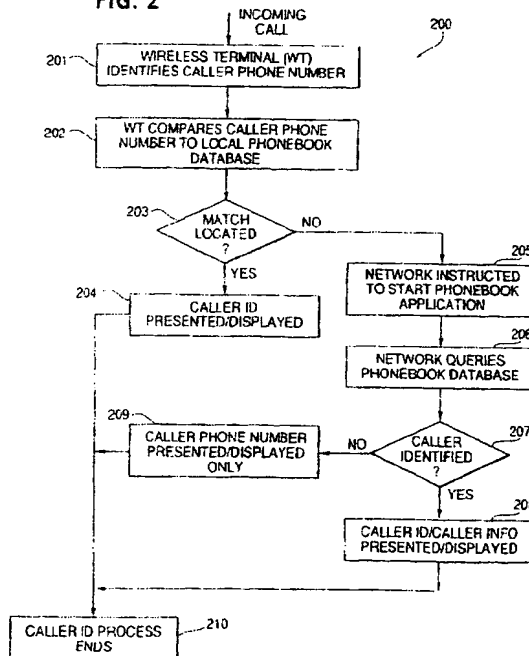 FIG. 2
INCOMING
CALL
200
201
WIRELESS TERMINAL (WT)
IDENTIFIES CALLER PHONE NUMBER
202
WT COMPARES CALLER PHONE
NUMBER TO LOCAL PHONEBOOK
DATABASE
203
MATCH
LOCATED
?
NO
YES
204
CALLER ID
PRESENTED/DISPLAYED
205
NETWORK INSTRUCTED
TO START PHONEBOOK
APPLICATION
206
NETWORK QUERIES
PHONEBOOK DATABASE
209
CALLER PHONE NUMBER
PRESENTED/DISPLAYED
ONLY
NO
CALLER
IDENTIFIED
?
207
YES
CALLER ID/CALLER INFO
PRESENTED/DISPLAYED
CALLER ID PROCESS
ENDS
210